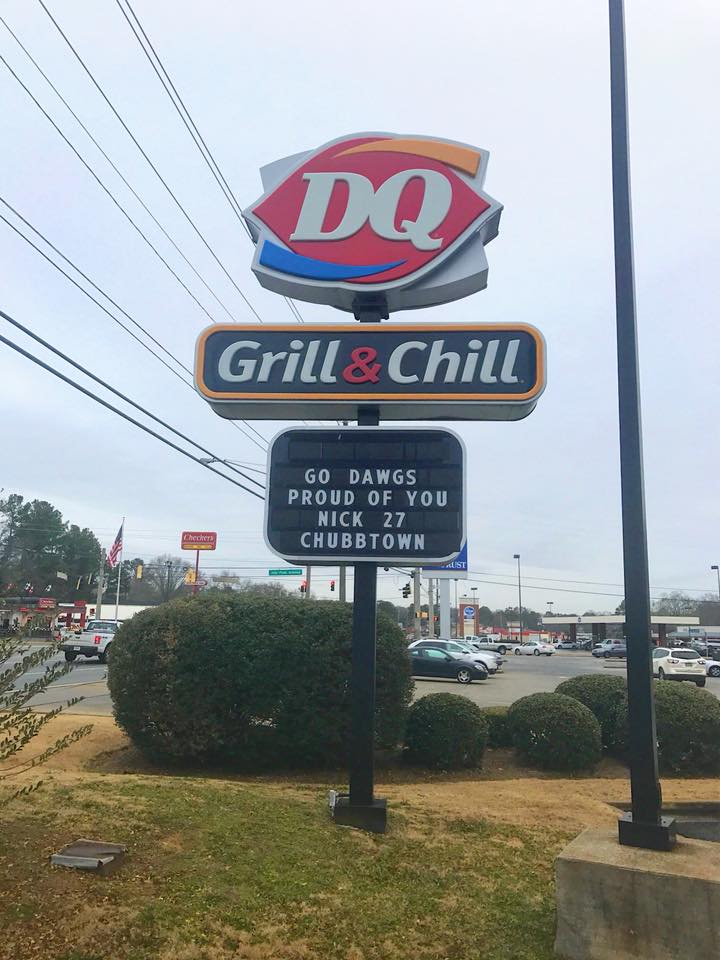 DQ
Grill & Chill
GO DAWGS
PROUD OF YOU
NICK 27
CHUBBTOWN
Checkers